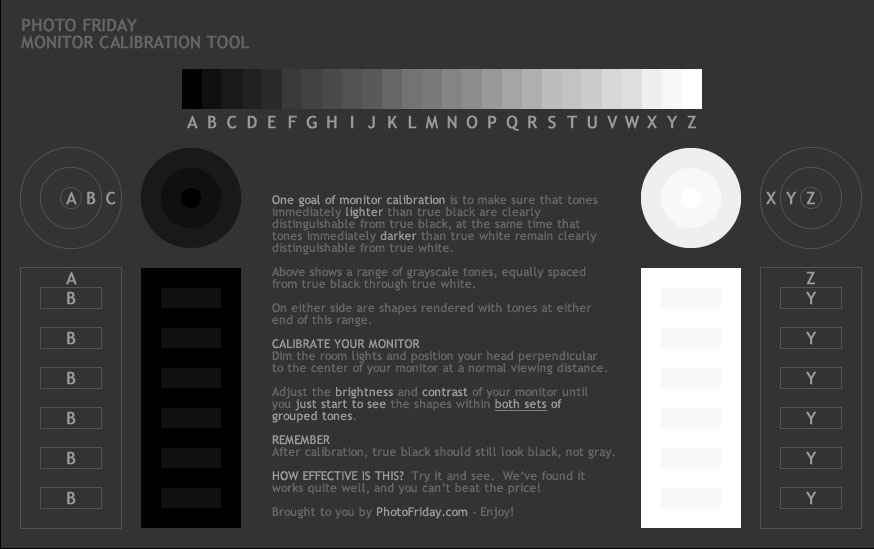 PHOTO FRIDAY
MONITOR CALIBRATION TOOL
A B C D E F G H I J K L M N O P Q R S T U V W X Y Z
A B C
X Y Z
One goal of monitor calibration is to make sure that tones
immediately lighter than true black are clearly
distinguishable from true black, at the same time that
tones immediately darker than true white remain clearly
distinguishable from true white.
Above shows a range of grayscale tones, equally spaced
from true black through true white.
On either side are shapes rendered with tones at either
end of this range.
CALIBRATE YOUR MONITOR
Dim the room lights and position your head perpendicular
to the center of your monitor at a normal viewing distance.
Adjust the brightness and contrast of your monitor until
you just start to see the shapes within both sets of
grouped tones.
REMEMBER
After calibration, true black should still look black, not gray.
HOW EFFECTIVE IS THIS? Try it and see. We've found it
works quite well, and you can't beat the price!
Brought to you by PhotoFriday.com - Enjoy!
A
B
B
B
B
B
B
Z
Y
Y
Y
Y
Y
Y